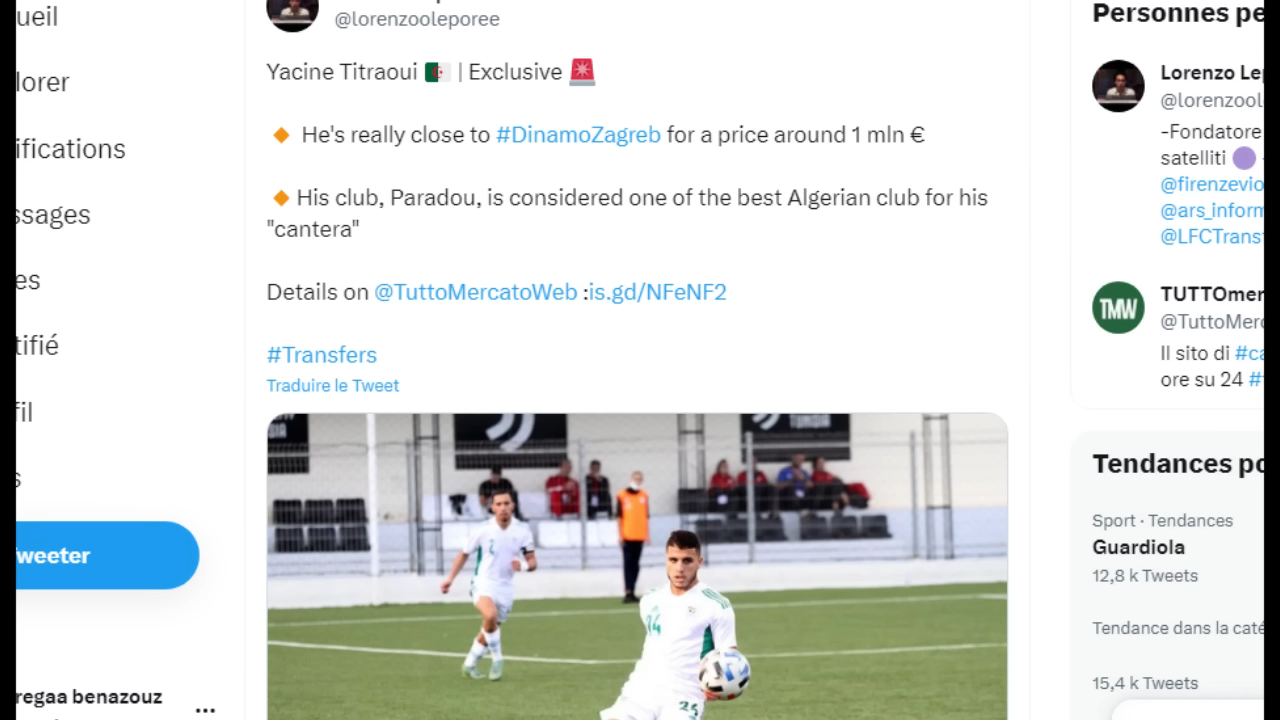 ueil
lorer
ifications
ssages
es
tifié
fil
s
weeter
regaa benazouz
@lorenzooleporee
Yacine Titraoui 🇩🇿 | Exclusive 🚨
🔸 He's really close to #DinamoZagreb for a price around 1 mln €
🔸 His club, Paradou, is considered one of the best Algerian club for his
"cantera"
Details on @TuttoMercatoWeb :is.gd/NFeNF2
#Transfers
Traduire le Tweet
2
14
Personnes pe
Lorenzo Le
@lorenzool
-Fondatore
satelliti 🟣 -
@firenzevio
@ars_inform
@LFCTrans
TMW
TUTTOmer
@TuttoMerc
Il sito di #ca
ore su 24 #
Tendances po
Sport · Tendances
Guardiola
12,8 k Tweets
Tendance dans la caté
15,4 k Tweets